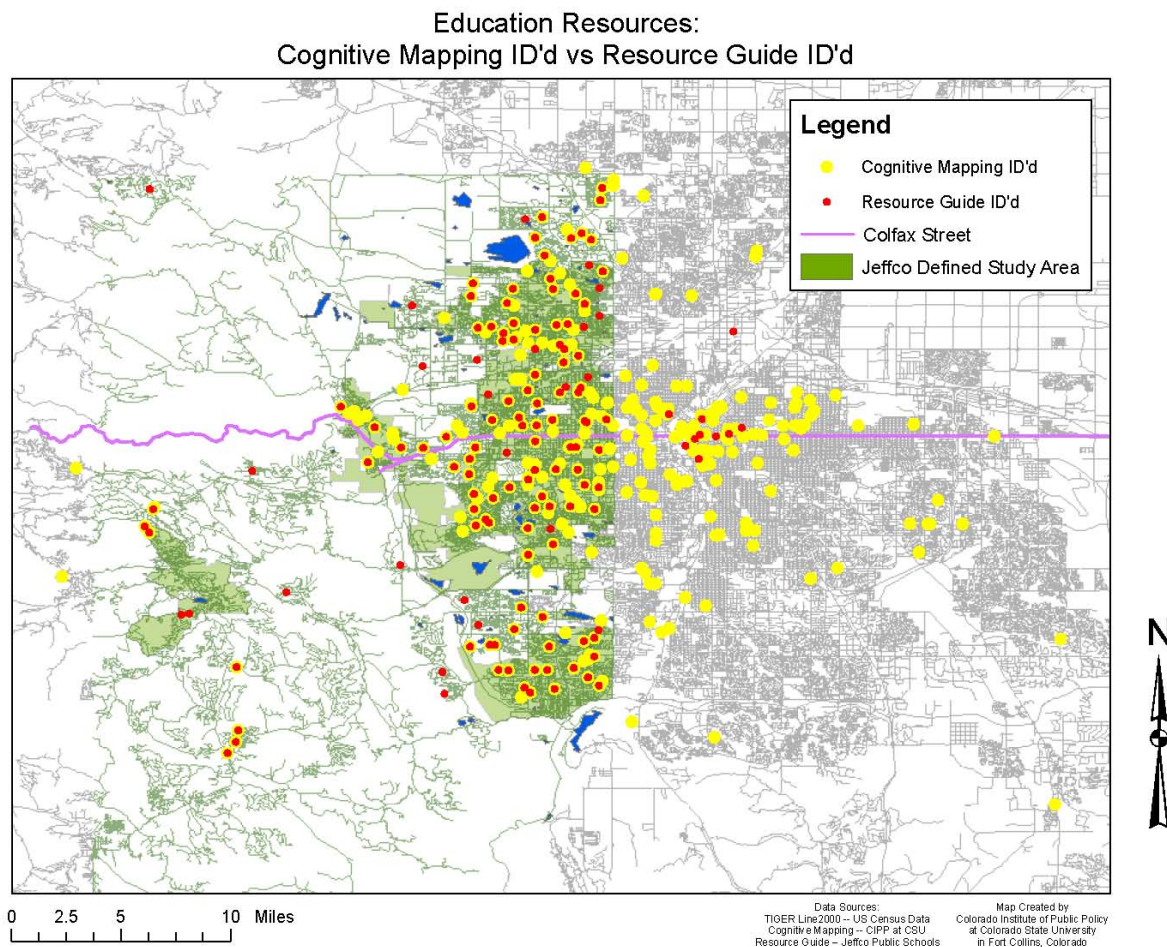 Education Resources:
Cognitive Mapping ID'd vs Resource Guide ID'd
Legend
Cognitive Mapping ID'd
Resource Guide ID'd
Colfax Street
Jeffco Defined Study Area
N
0 2.5 5 10 Miles
Data Sources:
TIGER Line2000 -- US Census Data
Cognitive Mapping -- CIPP at CSU
Resource Guide – Jeffco Public Schools
Map Created by
Colorado Institute of Public Policy
at Colorado State University
in Fort Collins, Colorado